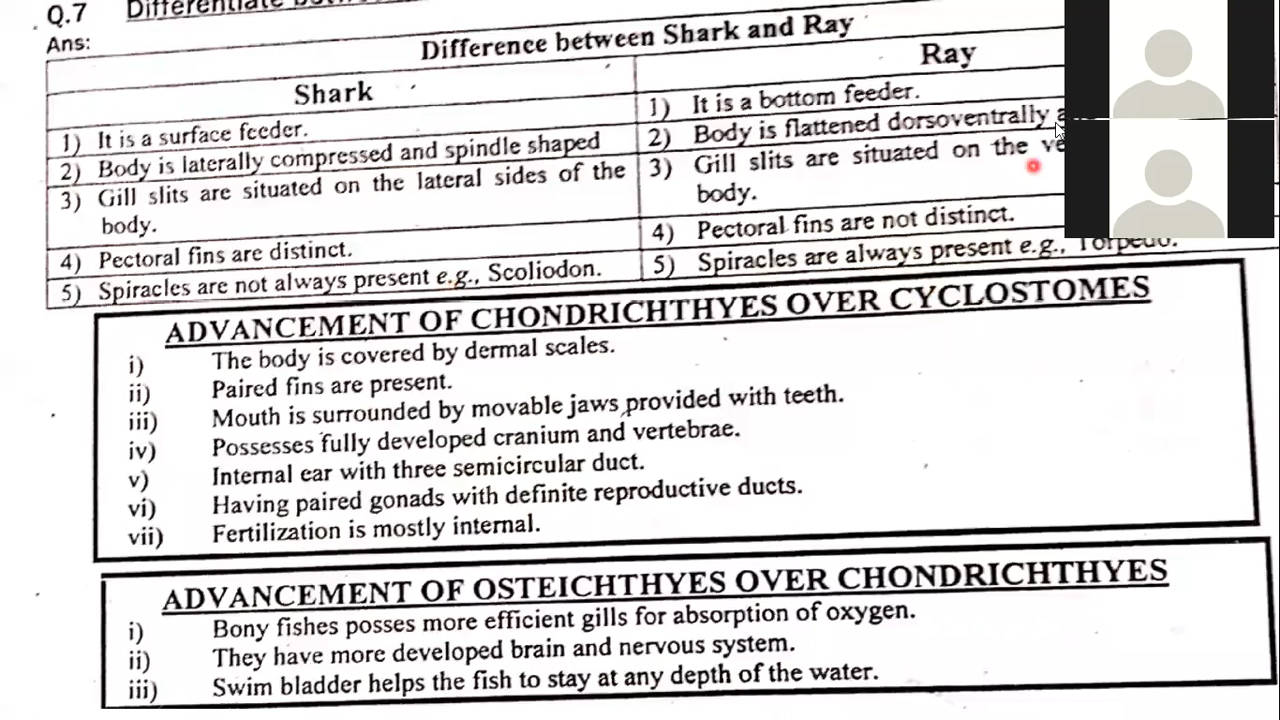 Q.7 Differentiate
Ans:
Difference between Shark and Ray
Shark
Ray
1) It is a surface feeder.
1) It is a bottom feeder.
2) Body is laterally compressed and spindle shaped
2) Body is flattened dorsoventrally
3) Gill slits are situated on the lateral sides of the
body.
3) Gill slits are situated on the
body.
4) Pectoral fins are distinct.
4) Pectoral fins are not distinct.
5) Spiracles are not always present e.g., Scoliodon.
5) Spiracles are always present e.g., Torpedo.
ADVANCEMENT OF CHONDRICHTHYES OVER CYCLOSTOMES
i) The body is covered by dermal scales.
ii) Paired fins are present.
iii) Mouth is surrounded by movable jaws provided with teeth.
iv) Possesses fully developed cranium and vertebrae.
v) Internal ear with three semicircular duct.
vi) Having paired gonads with definite reproductive ducts.
vii) Fertilization is mostly internal.
ADVANCEMENT OF OSTEICHTHYES OVER CHONDRICHTHYES
i) Bony fishes posses more efficient gills for absorption of oxygen.
ii) They have more developed brain and nervous system.
iii) Swim bladder helps the fish to stay at any depth of the water.